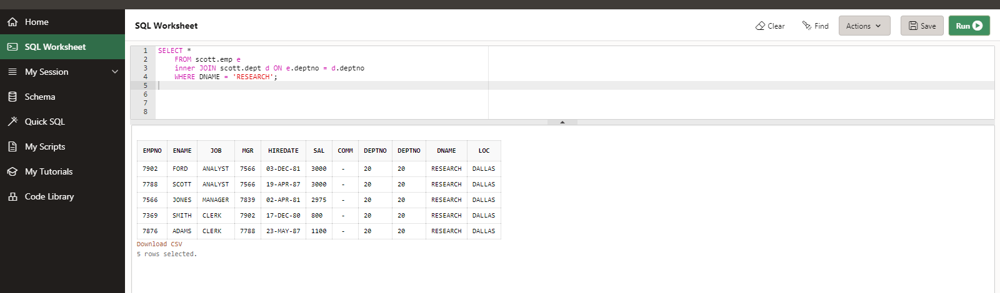 Home
SQL Worksheet
My Session
Schema
Quick SQL
My Scripts
My Tutorials
Code Library
SQL Worksheet
Clear Find Actions Save Run
1 SELECT *
2 FROM scott.emp e
3 inner JOIN scott.dept d ON e.deptno = d.deptno
4 WHERE DNAME = 'RESEARCH';
5
6
7
8
EMPNO ENAME JOB MGR HIREDATE SAL COMM DEPTNO DEPTNO DNAME LOC
7902 FORD ANALYST 7566 03-DEC-81 3000 - 20 20 RESEARCH DALLAS
7788 SCOTT ANALYST 7566 19-APR-87 3000 - 20 20 RESEARCH DALLAS
7566 JONES MANAGER 7839 02-APR-81 2975 - 20 20 RESEARCH DALLAS
7369 SMITH CLERK 7902 17-DEC-80 800 - 20 20 RESEARCH DALLAS
7876 ADAMS CLERK 7788 23-MAY-87 1100 - 20 20 RESEARCH DALLAS
Download CSV
5 rows selected.